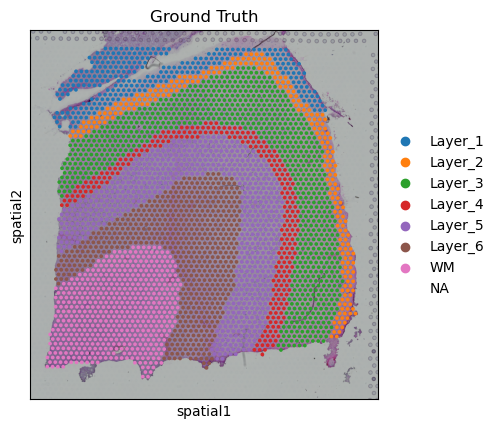 Ground Truth
spatial2
Layer_1
Layer_2
Layer_3
Layer_4
Layer_5
Layer_6
WM
NA
spatial1